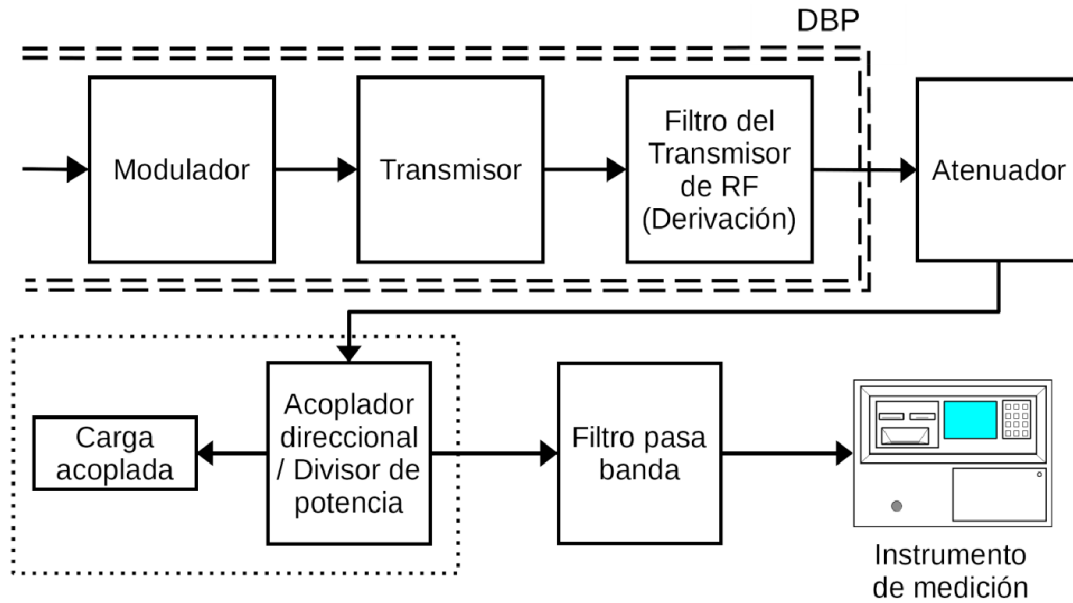 DBP
Modulador
Transmisor
Filtro del
Transmisor
de RF
(Derivación)
Atenuador
Carga
acoplada
Acoplador
direccional
/ Divisor de
potencia
Filtro pasa
banda
Instrumento
de medición